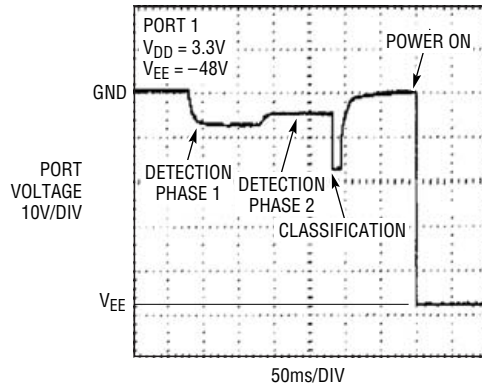 PORT 1
VDD = 3.3V
VEE = –48V
POWER ON
GND
PORT
VOLTAGE
10V/DIV
DETECTION
PHASE 1
DETECTION
PHASE 2
CLASSIFICATION
VEE
50ms/DIV